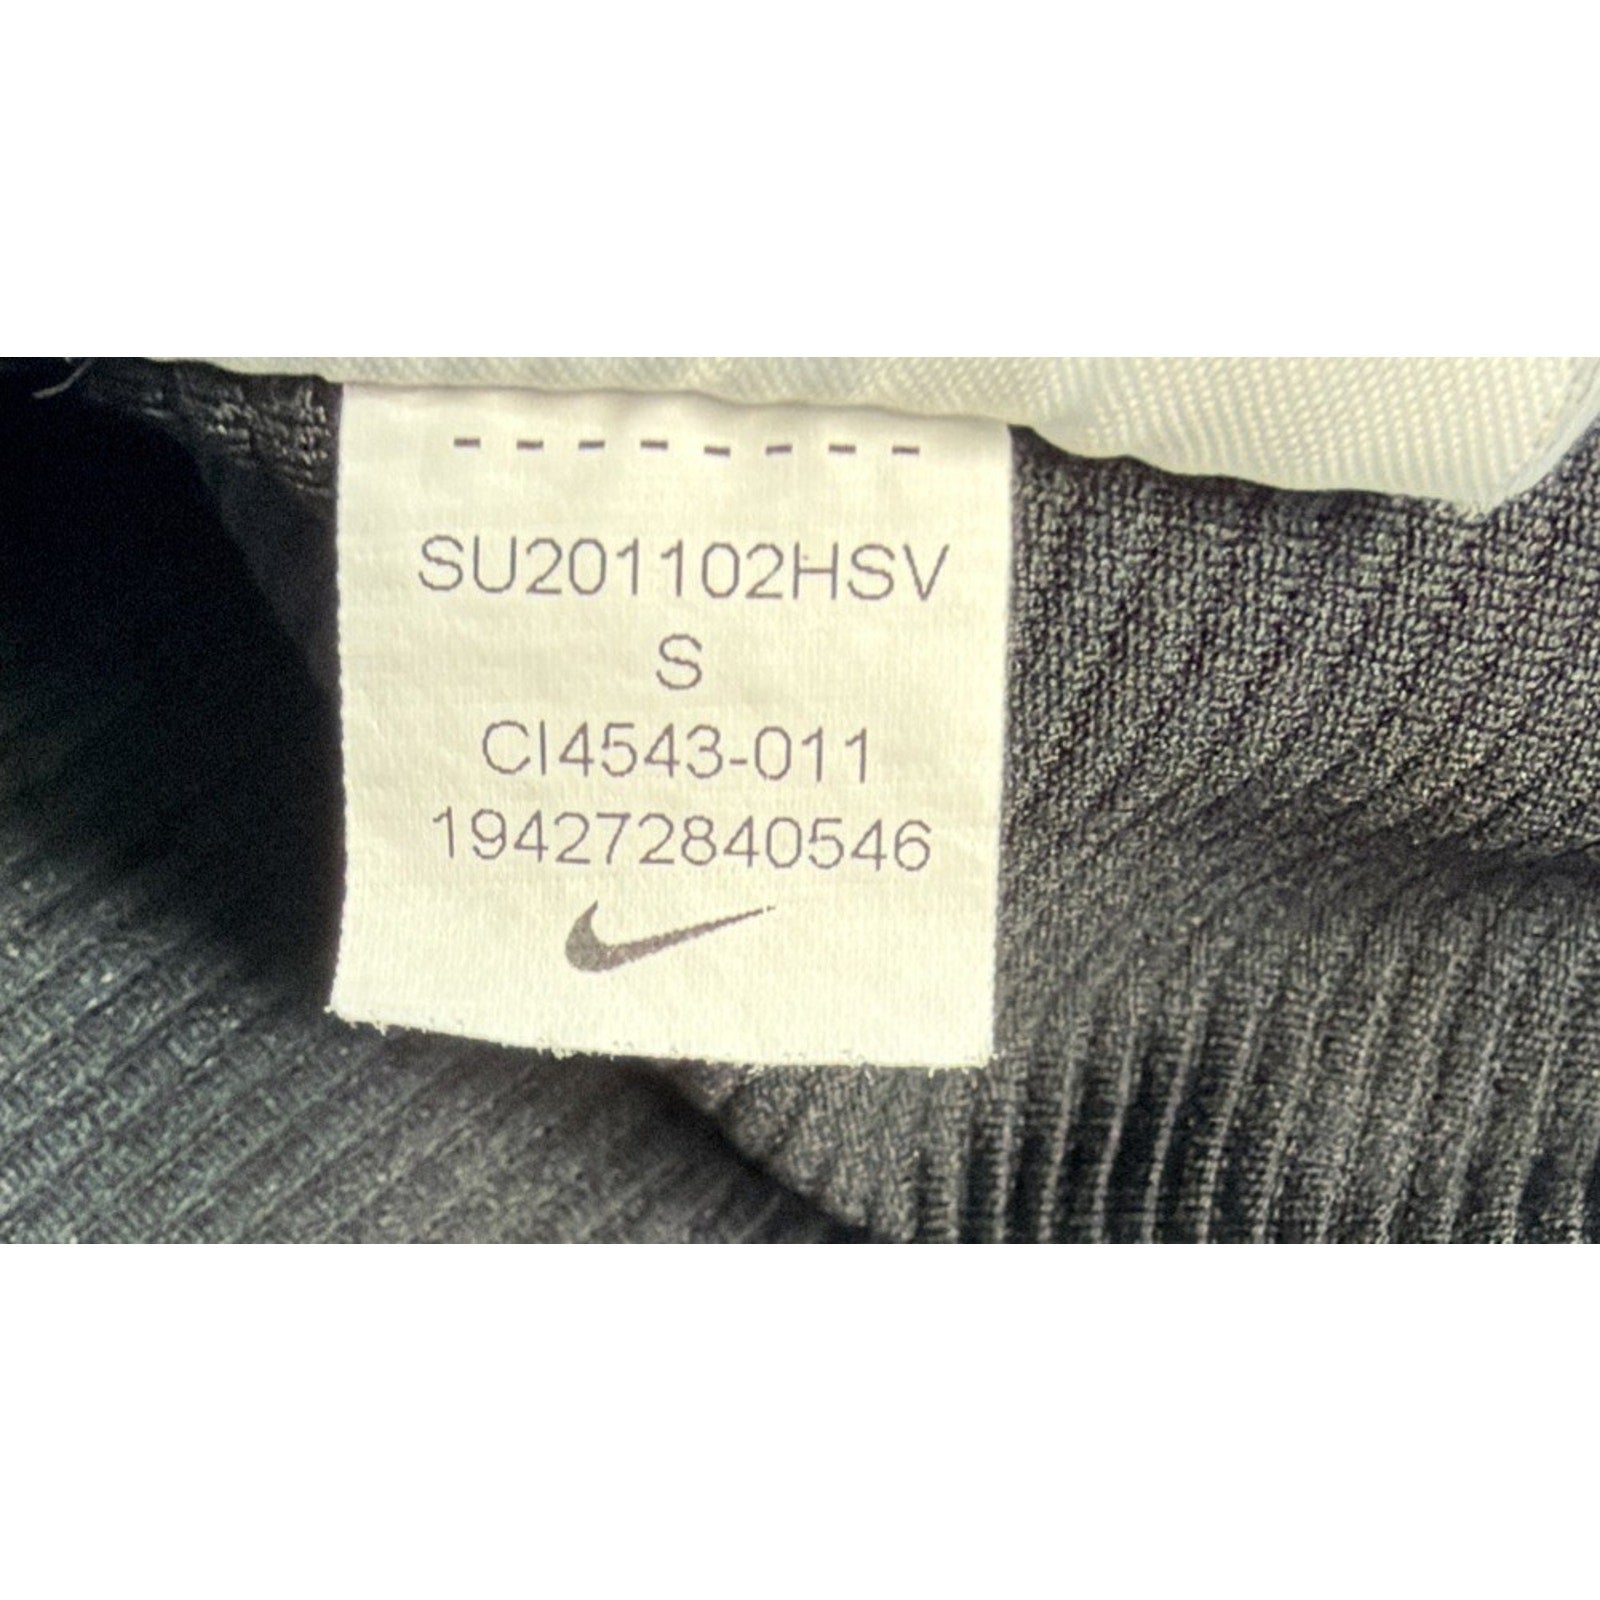 --------
SU201102HSV
S
CI4543-011
194272840546